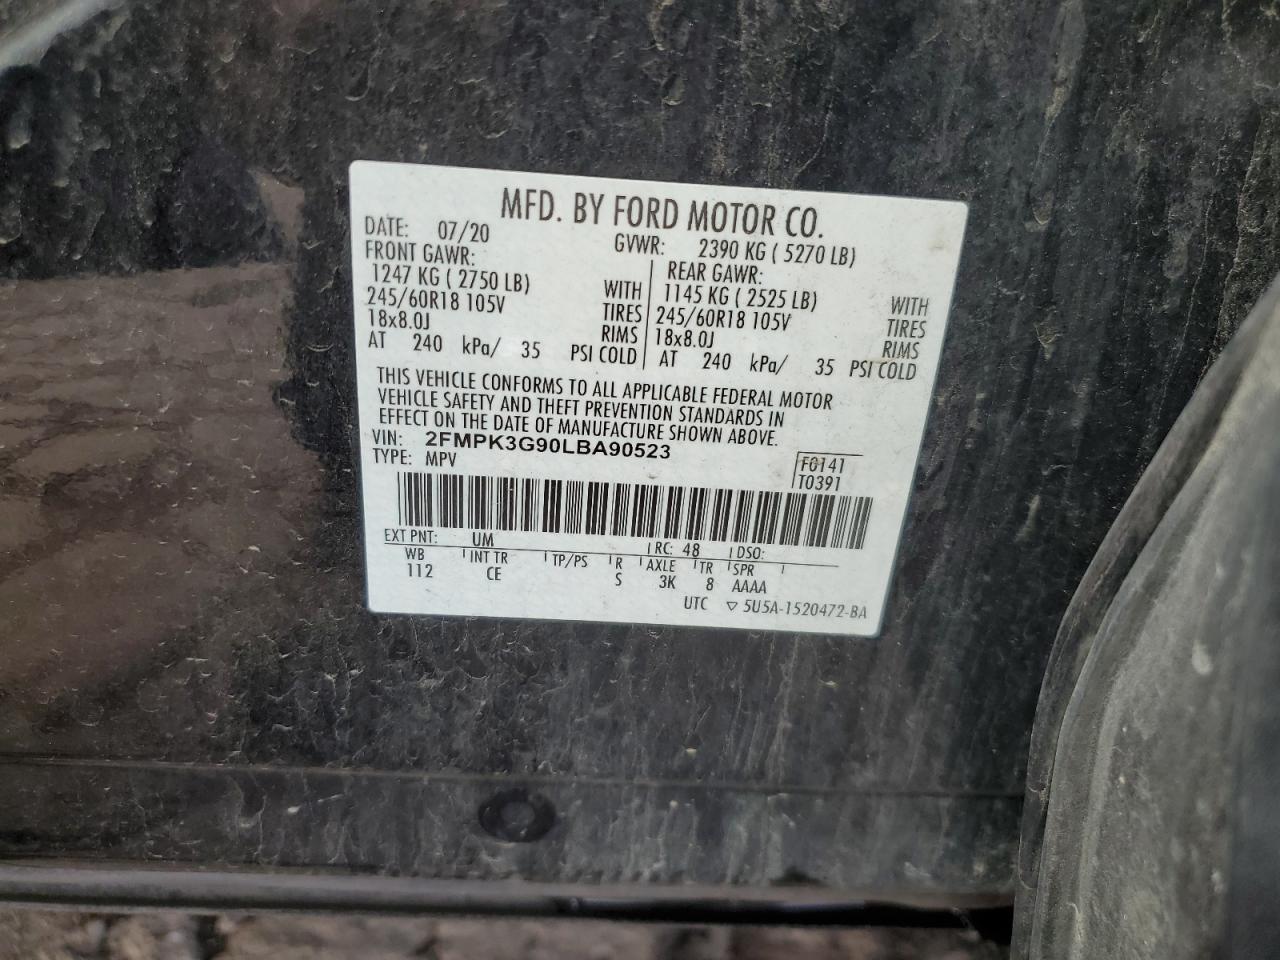 MFD. BY FORD MOTOR CO.
DATE: 07/20 GVWR: 2390 KG ( 5270 LB)
FRONT GAWR: REAR GAWR:
1247 KG ( 2750 LB) WITH 1145 KG ( 2525 LB) WITH
245/60R18 105V TIRES 245/60R18 105V TIRES
18x8.0J RIMS 18x8.0J RIMS
AT 240 kPa/ 35 PSI COLD AT 240 kPa/ 35 PSI COLD
THIS VEHICLE CONFORMS TO ALL APPLICABLE FEDERAL MOTOR
VEHICLE SAFETY AND THEFT PREVENTION STANDARDS IN
EFFECT ON THE DATE OF MANUFACTURE SHOWN ABOVE.
VIN: 2FMPK3G90LBA90523
TYPE: MPV
F0141
T0391
EXT PNT: UM RC: 48 DSO:
WB INT TR TP/PS R AXLE TR SPR
112 CE S 3K 8 AAAA
UTC ▽ 5U5A-1520472-BA